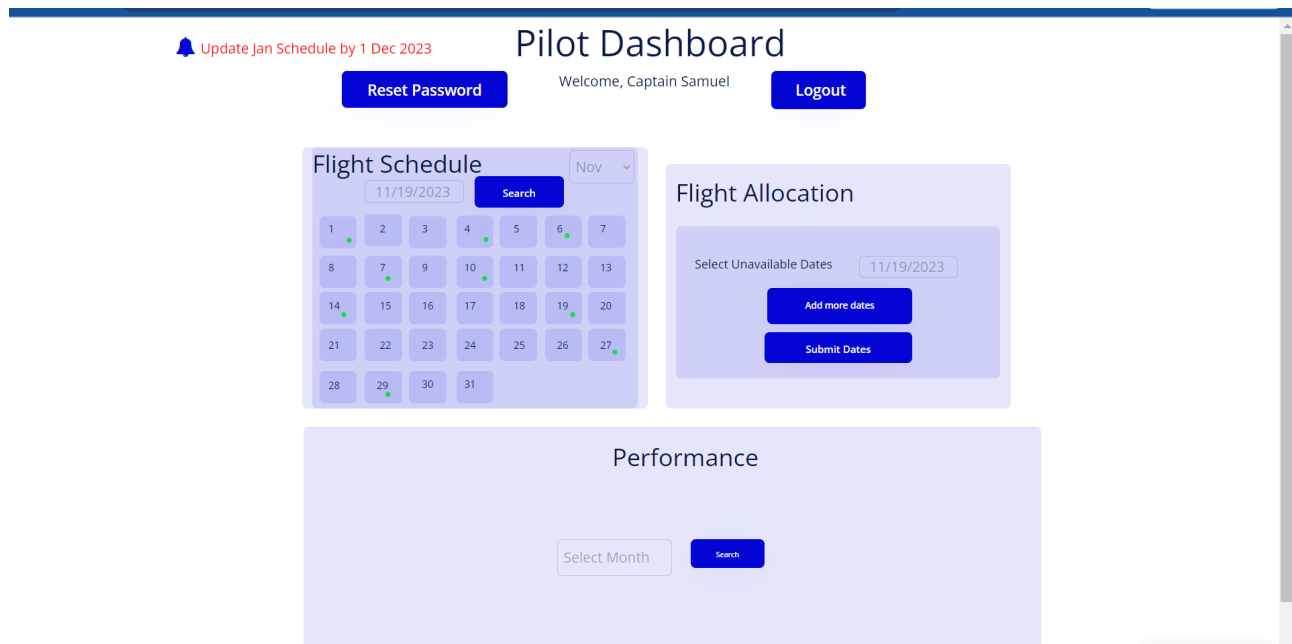 Update Jan Schedule by 1 Dec 2023
Pilot Dashboard
Reset Password
Welcome, Captain Samuel
Logout
Flight Schedule
Nov
11/19/2023
Search
1 2 3 4 5 6 7
8 7 9 10 11 12 13
14 15 16 17 18 19 20
21 22 23 24 25 26 27
28 29 30 31
Flight Allocation
Select Unavailable Dates 11/19/2023
Add more dates
Submit Dates
Performance
Select Month
Search